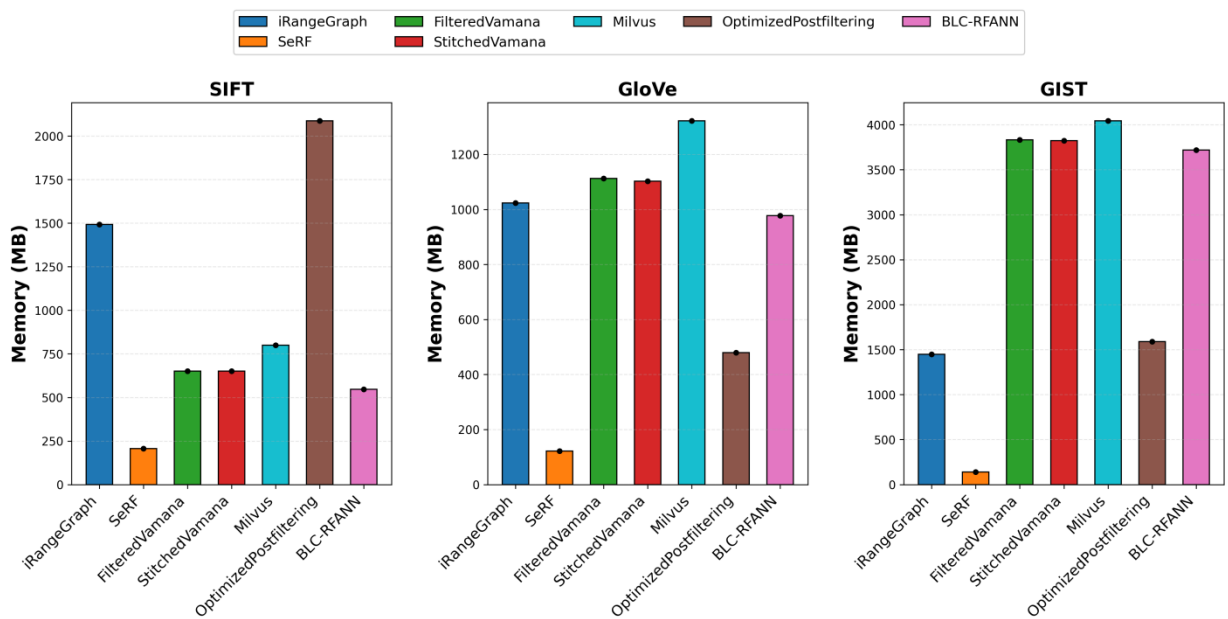 iRangeGraph FilteredVamana Milvus OptimizedPostfiltering BLC-RFANN
SeRF StitchedVamana
SIFT
Memory (MB)
2000
1750
1500
1250
1000
750
500
250
0
iRangeGraph
SeRF
FilteredVamana
StitchedVamana
Milvus
OptimizedPostfiltering
BLC-RFANN
GloVe
Memory (MB)
1200
1000
800
600
400
200
0
iRangeGraph
SeRF
FilteredVamana
StitchedVamana
Milvus
OptimizedPostfiltering
BLC-RFANN
GIST
Memory (MB)
4000
3500
3000
2500
2000
1500
1000
500
0
iRangeGraph
SeRF
FilteredVamana
StitchedVamana
Milvus
OptimizedPostfiltering
BLC-RFANN